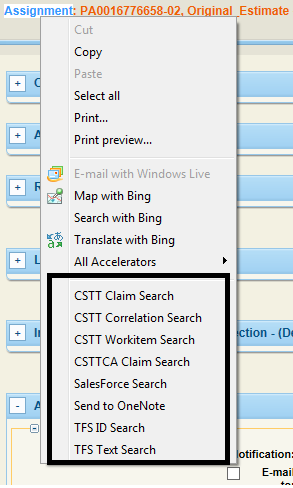 Assignment: PA0016776658-02, Original_Estimate
Cut
Copy
Paste
Select all
Print...
Print preview...
E-mail with Windows Live
Map with Bing
Search with Bing
Translate with Bing
All Accelerators
CSTT Claim Search
CSTT Correlation Search
CSTT Workitem Search
CSTTCA Claim Search
SalesForce Search
Send to OneNote
TFS ID Search
TFS Text Search
C
A
R
L
In
ection - (De
A
otification:
E-mai